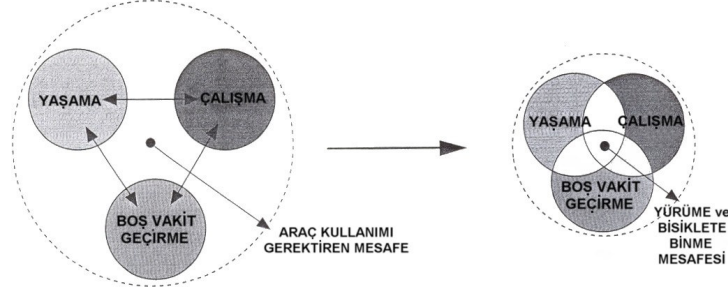 YAŞAMA
ÇALIŞMA
BOŞ VAKİT
GEÇİRME
ARAÇ KULLANIMI
GEREKTİREN MESAFE
YAŞAMA
ÇALIŞMA
BOŞ VAKİT
GEÇİRME
YÜRÜME ve
BİSİKLETE
BİNME
MESAFESİ